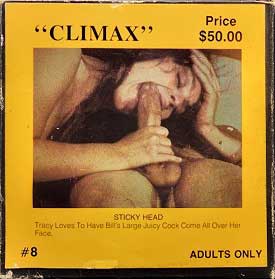 “CLIMAX”
Price
$50.00
STICKY HEAD
Tracy Loves To Have Bill's Large Juicy Cock Come All Over Her
Face.
#8
ADULTS ONLY